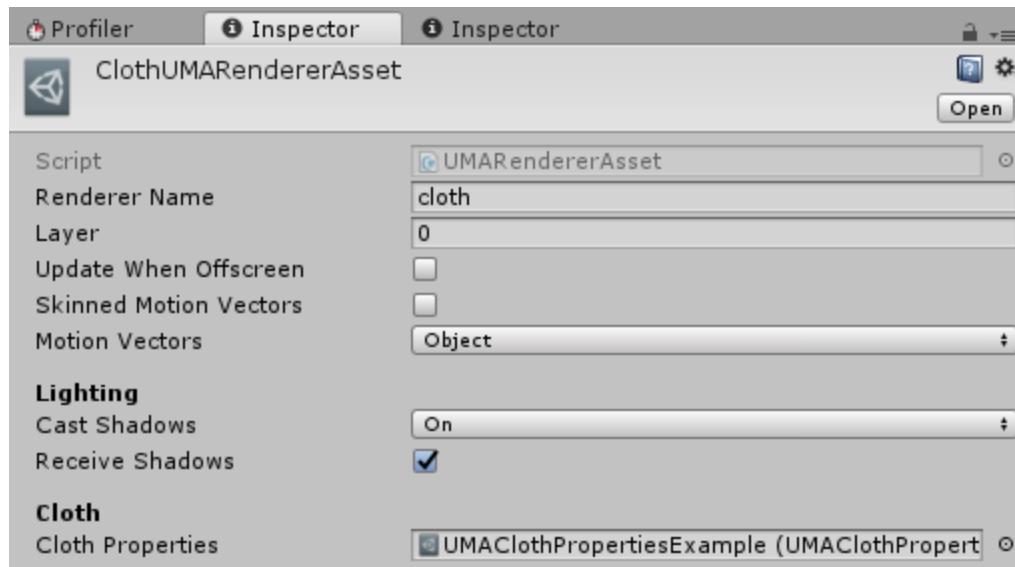 Profiler Inspector Inspector
ClothUMARendererAsset
Open
Script UMARendererAsset
Renderer Name cloth
Layer 0
Update When Offscreen
Skinned Motion Vectors
Motion Vectors Object
Lighting
Cast Shadows On
Receive Shadows
Cloth
Cloth Properties UMAClothPropertiesExample (UMAClothPropert